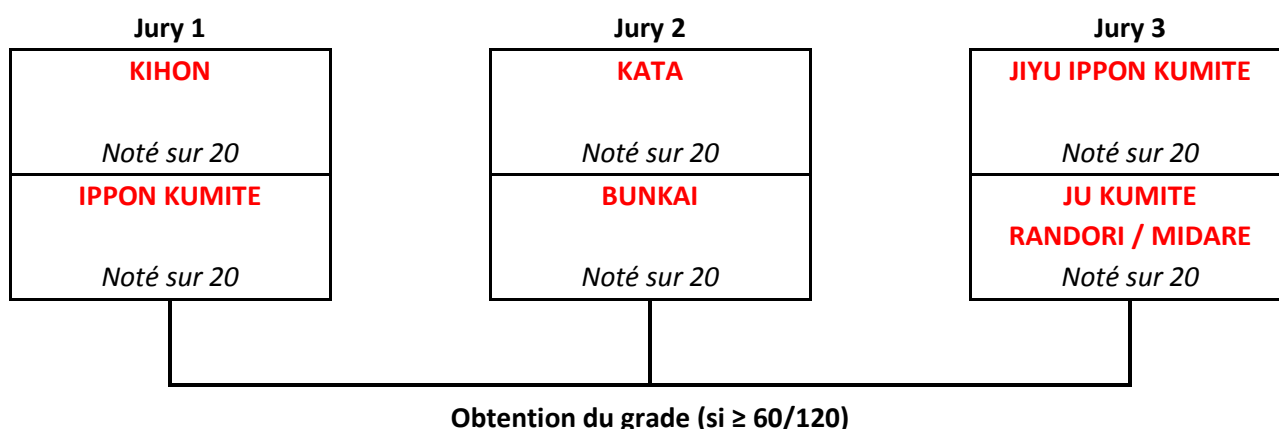 Jury 1
KIHON
Noté sur 20
IPPON KUMITE
Noté sur 20
Jury 2
KATA
Noté sur 20
BUNKAI
Noté sur 20
Jury 3
JIYU IPPON KUMITE
Noté sur 20
JU KUMITE
RANDORI / MIDARE
Noté sur 20
Obtention du grade (si ≥ 60/120)